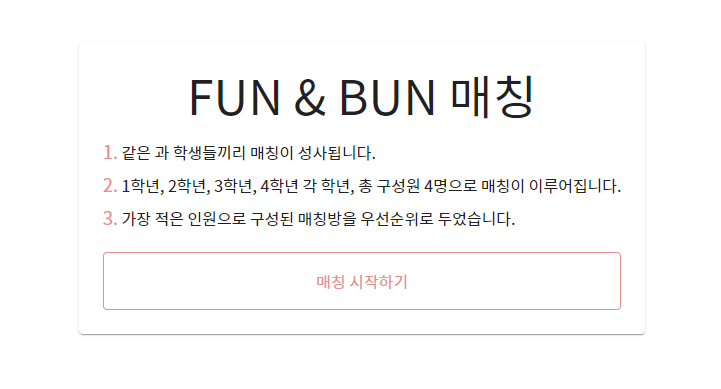 FUN & BUN 매칭
1. 같은 과 학생들끼리 매칭이 성사됩니다.
2. 1학년, 2학년, 3학년, 4학년 각 학년, 총 구성원 4명으로 매칭이 이루어집니다.
3. 가장 적은 인원으로 구성된 매칭방을 우선순위로 두었습니다.
매칭 시작하기